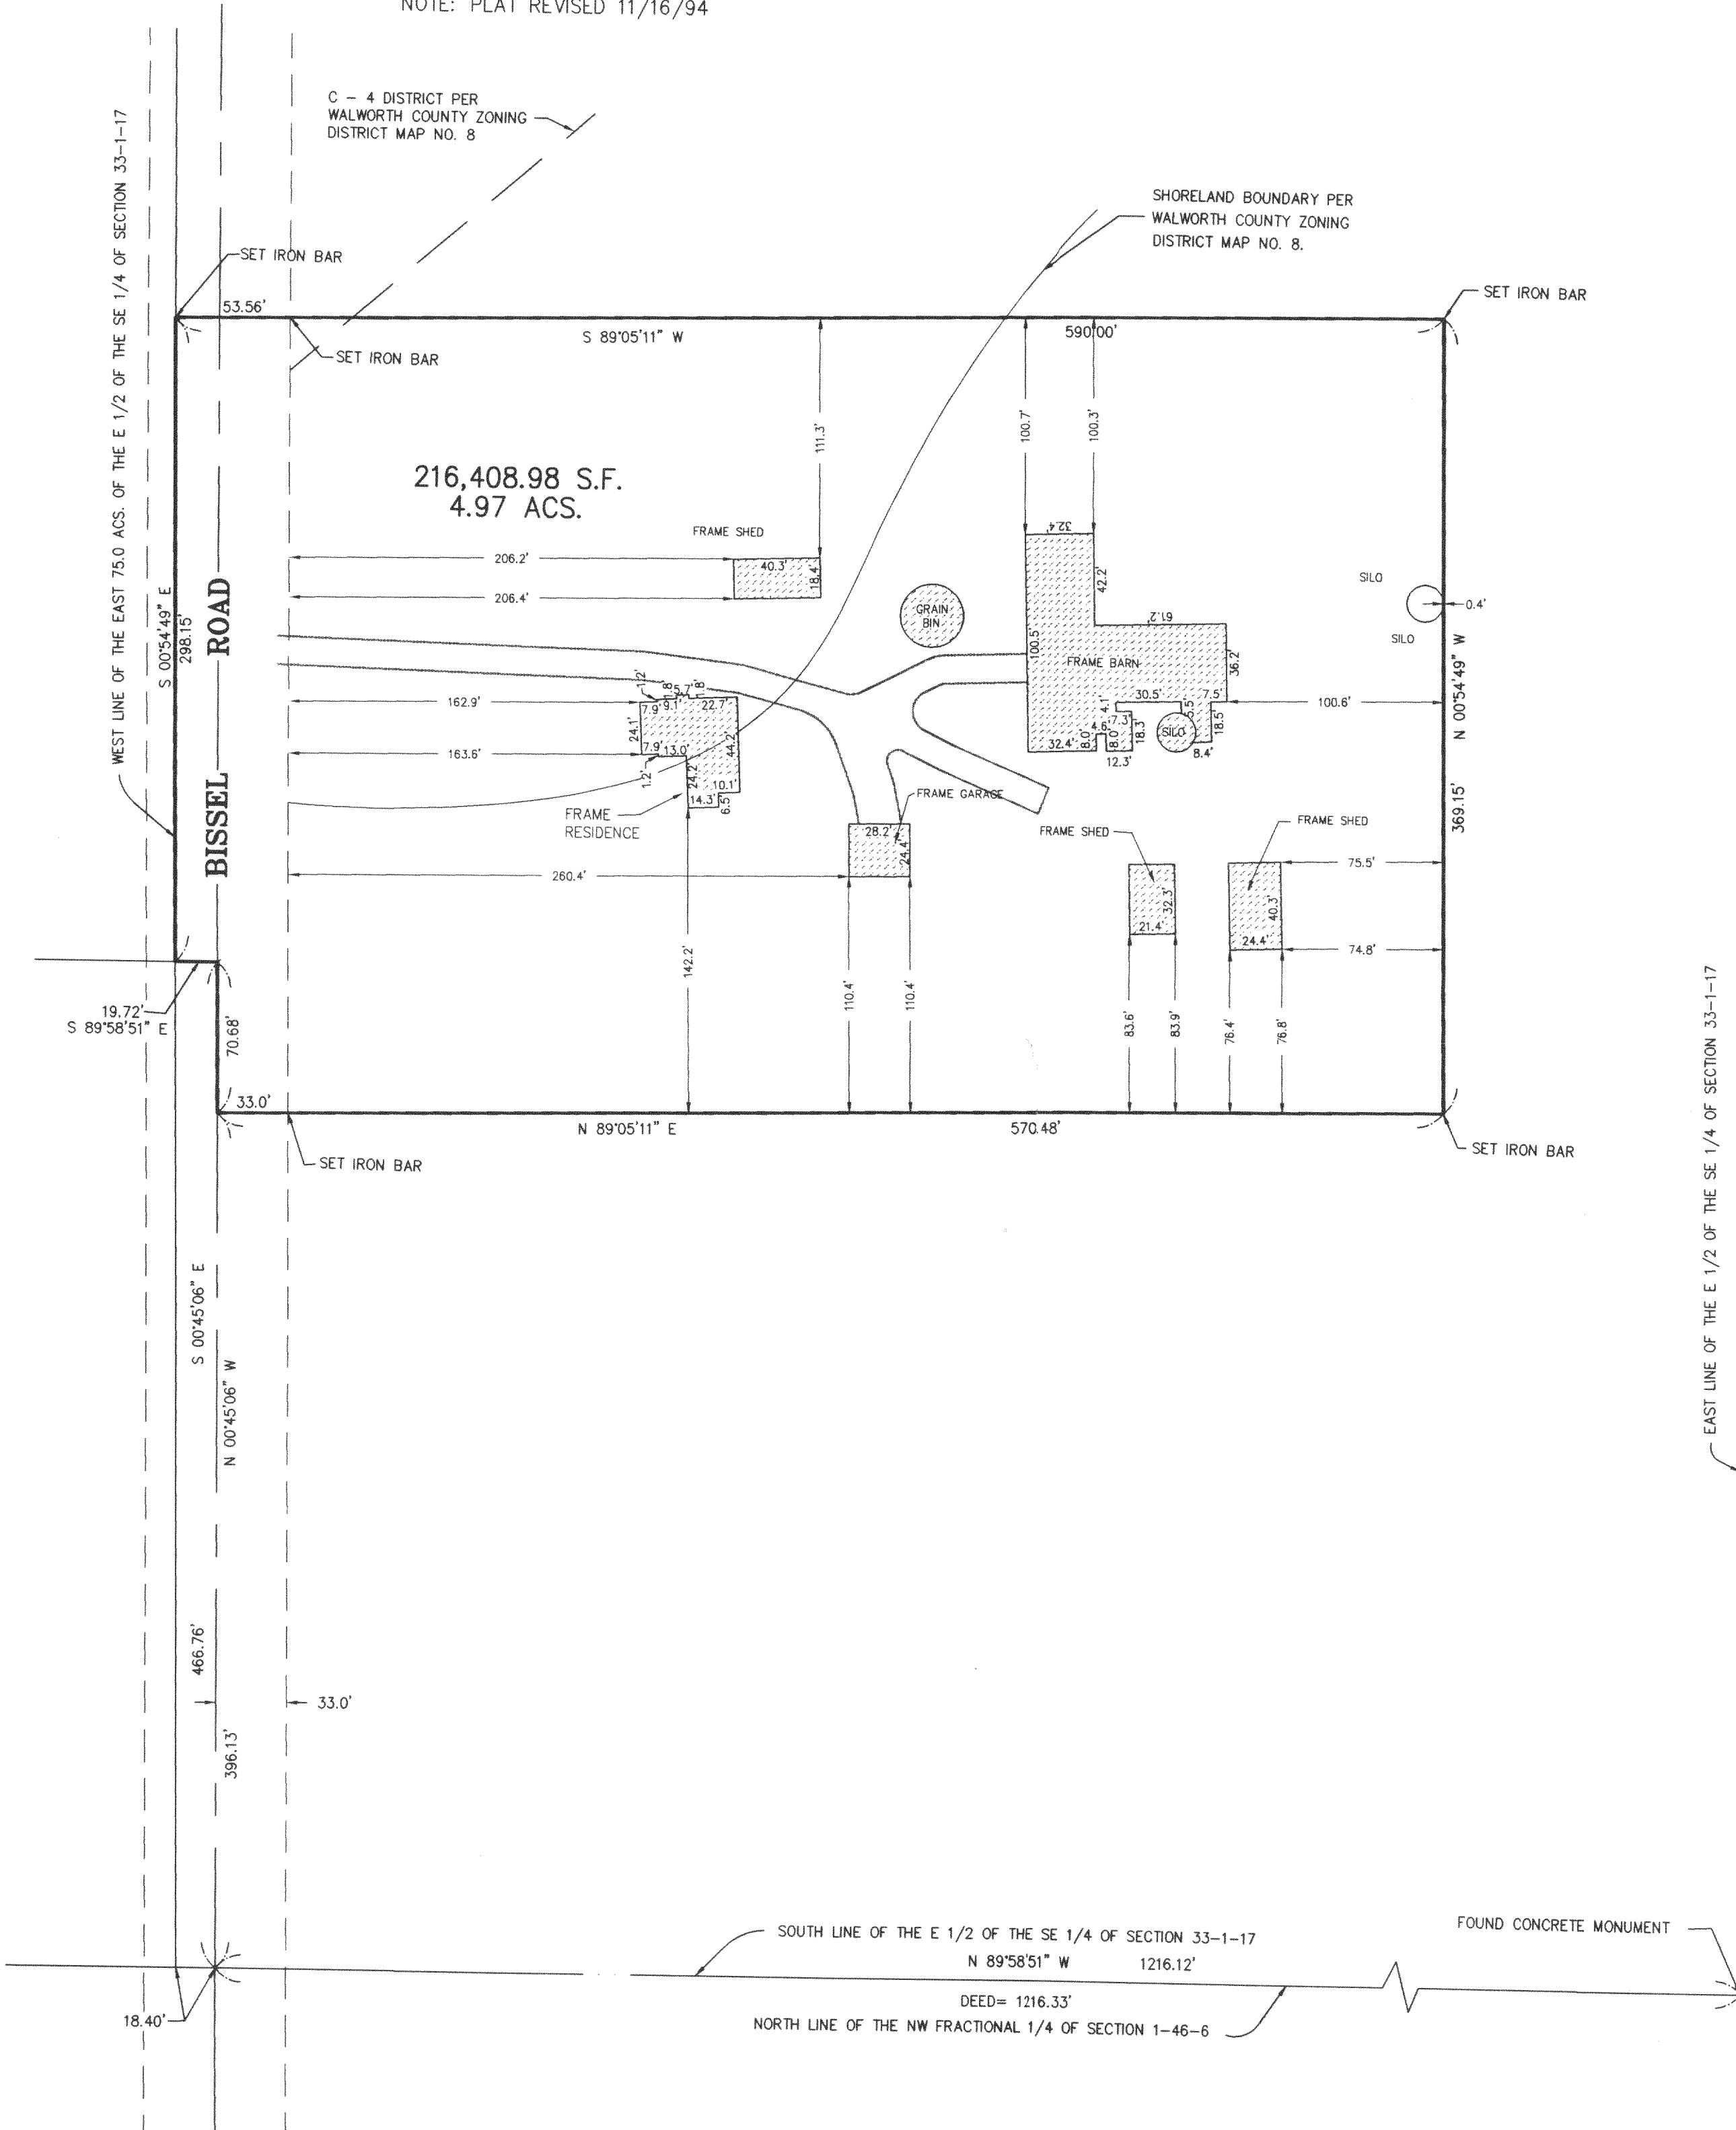 NOTE: PLAT REVISED 11/16/94
C - 4 DISTRICT PER
WALWORTH COUNTY ZONING
DISTRICT MAP NO. 8
SHORELAND BOUNDARY PER
WALWORTH COUNTY ZONING
DISTRICT MAP NO. 8.
WEST LINE OF THE EAST 75.0 ACS. OF THE E 1/2 OF THE SE 1/4 OF SECTION 33-1-17
SET IRON BAR
SET IRON BAR
53.56'
S 89°05'11" W
590.00'
SET IRON BAR
111.3'
100.7'
100.3'
216,408.98 S.F.
4.97 ACS.
FRAME SHED
206.2'
40.3'
18.4'
206.4'
GRAIN
BIN
32.4'
42.2'
61.2'
100.5'
FRAME BARN
36.2'
SILO
0.4'
SILO
S 00°54'49" E
298.15'
BISSEL ROAD
N 00°54'49" W
369.15'
162.9'
1.2'
1.8'
5.7'
1.8'
7.9'
9.1'
22.7'
24.1'
44.2'
163.6'
7.9'
13.0'
1.2'
24.2'
10.1'
14.3'
6.5'
FRAME
RESIDENCE
30.5'
7.5'
100.6'
4.1'
5.5'
4.6'
7.3'
18.3'
SILO
18.5'
32.4'
8.0'
8.0'
12.3'
8.4'
FRAME GARAGE
28.2'
24.4'
260.4'
FRAME SHED
FRAME SHED
75.5'
32.3'
21.4'
40.3'
24.4'
74.8'
142.2'
110.4'
110.4'
83.6'
83.9'
76.4'
76.8'
19.72'
S 89°58'51" E
70.68'
33.0'
N 89°05'11" E
570.48'
SET IRON BAR
SET IRON BAR
EAST LINE OF THE E 1/2 OF THE SE 1/4 OF SECTION 33-1-17
S 00°45'06" E
N 00°45'06" W
466.76'
33.0'
396.13'
SOUTH LINE OF THE E 1/2 OF THE SE 1/4 OF SECTION 33-1-17
N 89°58'51" W 1216.12'
FOUND CONCRETE MONUMENT
DEED= 1216.33'
NORTH LINE OF THE NW FRACTIONAL 1/4 OF SECTION 1-46-6
18.40'